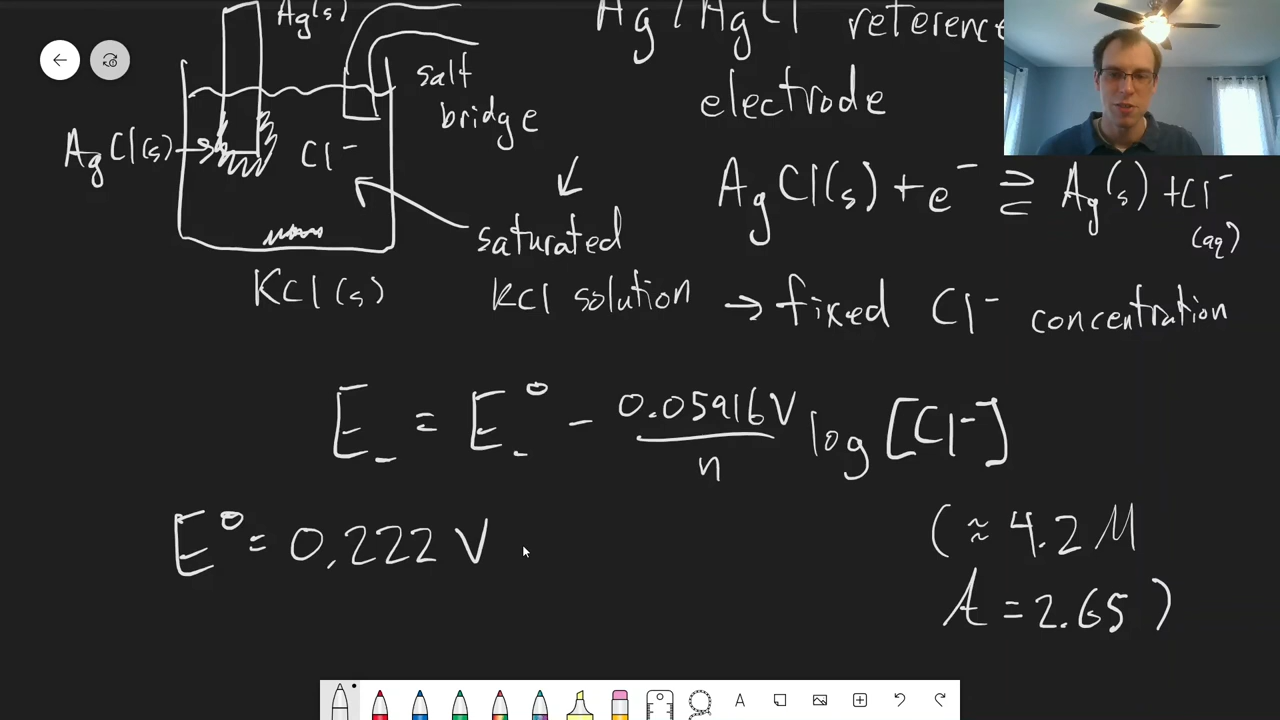 Ag(s)
Ag/AgCl reference
electrode
salt
bridge
AgCl(s)
Cl⁻
AgCl(s) + e⁻ ⇌ Ag(s) + Cl⁻
(aq)
saturated
KCl solution → fixed Cl⁻ concentration
KCl(s)
E_ = E°_ - 0.05916V/n log [Cl⁻]
E° = 0.222 V
(≈ 4.2 M
A = 2.65)
A